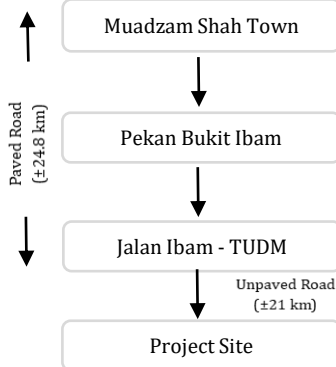 Muadzam Shah Town
Paved Road
(±24.8 km)
Pekan Bukit Ibam
Jalan Ibam - TUDM
Unpaved Road
(±21 km)
Project Site